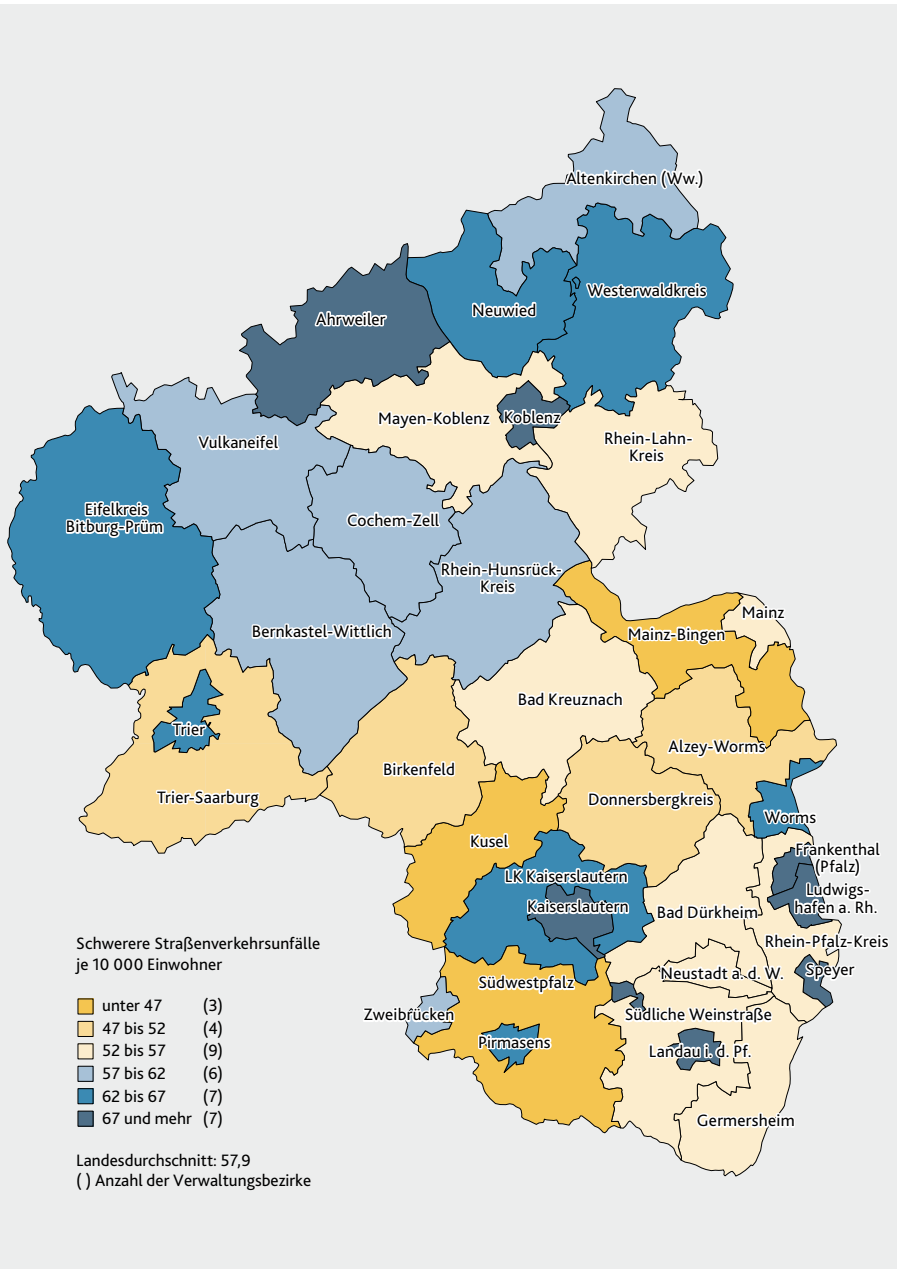 Altenkirchen (Ww.)
Westerwaldkreis
Neuwied
Ahrweiler
Mayen-Koblenz
Koblenz
Rhein-Lahn-
Kreis
Vulkaneifel
Eifelkreis
Bitburg-Prüm
Cochem-Zell
Rhein-Hunsrück-
Kreis
Mainz
Bernkastel-Wittlich
Mainz-Bingen
Bad Kreuznach
Trier
Alzey-Worms
Birkenfeld
Trier-Saarburg
Donnersbergkreis
Worms
Kusel
Frankenthal
(Pfalz)
LK Kaiserslautern
Ludwigs-
hafen a. Rh.
Kaiserslautern
Bad Dürkheim
Rhein-Pfalz-Kreis
Neustadt a. d. W.
Speyer
Südwestpfalz
Zweibrücken
Südliche Weinstraße
Pirmasens
Landau i. d. Pf.
Germersheim
Schwerere Straßenverkehrsunfälle
je 10 000 Einwohner
unter 47 (3)
47 bis 52 (4)
52 bis 57 (9)
57 bis 62 (6)
62 bis 67 (7)
67 und mehr (7)
Landesdurchschnitt: 57,9
( ) Anzahl der Verwaltungsbezirke